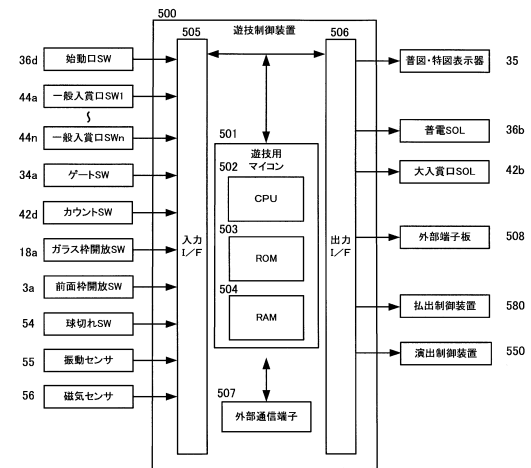 500
遊技制御装置
505
506
36d
始動口SW
44a
一般入賞口SW1
44n
一般入賞口SWn
34a
ゲートSW
42d
カウントSW
18a
ガラス枠開放SW
3a
前面枠開放SW
54
球切れSW
55
振動センサ
56
磁気センサ
入力
I/F
501
遊技用
マイコン
502
CPU
503
ROM
504
RAM
507
外部通信端子
出力
I/F
普図・特図表示器
35
普電SOL
36b
大入賞口SOL
42b
外部端子板
508
払出制御装置
580
演出制御装置
550